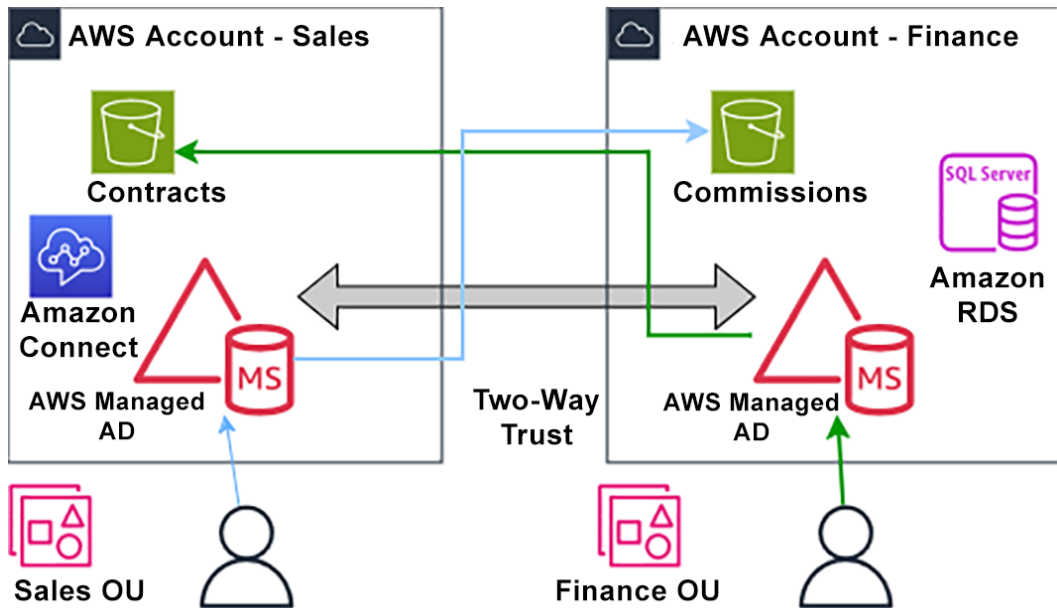 AWS Account - Sales
AWS Account - Finance
Contracts
Commissions
SQL Server
Amazon
RDS
Amazon
Connect
MS
AWS Managed
AD
Two-Way
Trust
MS
AWS Managed
AD
Sales OU
Finance OU